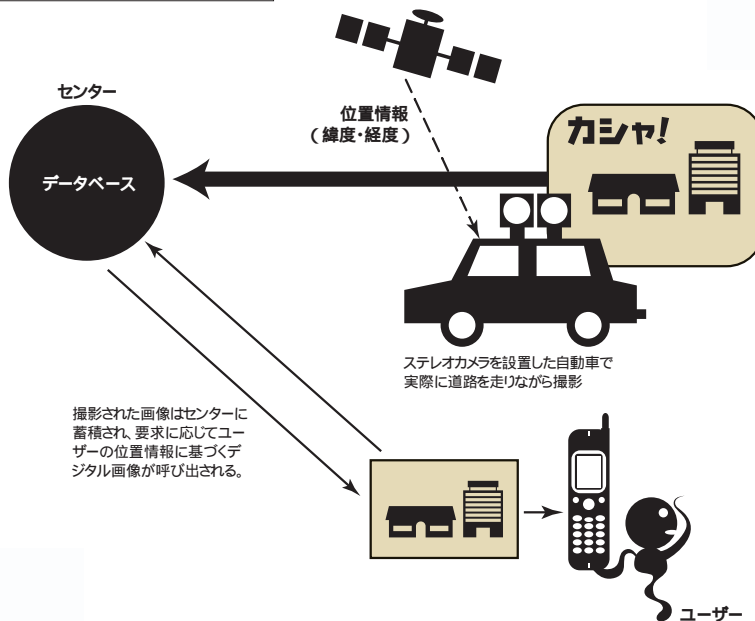 センター
データベース
位置情報
(緯度・経度)
カシャ!
ステレオカメラを設置した自動車で
実際に道路を走りながら撮影
撮影された画像はセンターに
蓄積され、要求に応じてユー
ザーの位置情報に基づくデ
ジタル画像が呼び出される。
ユーザー